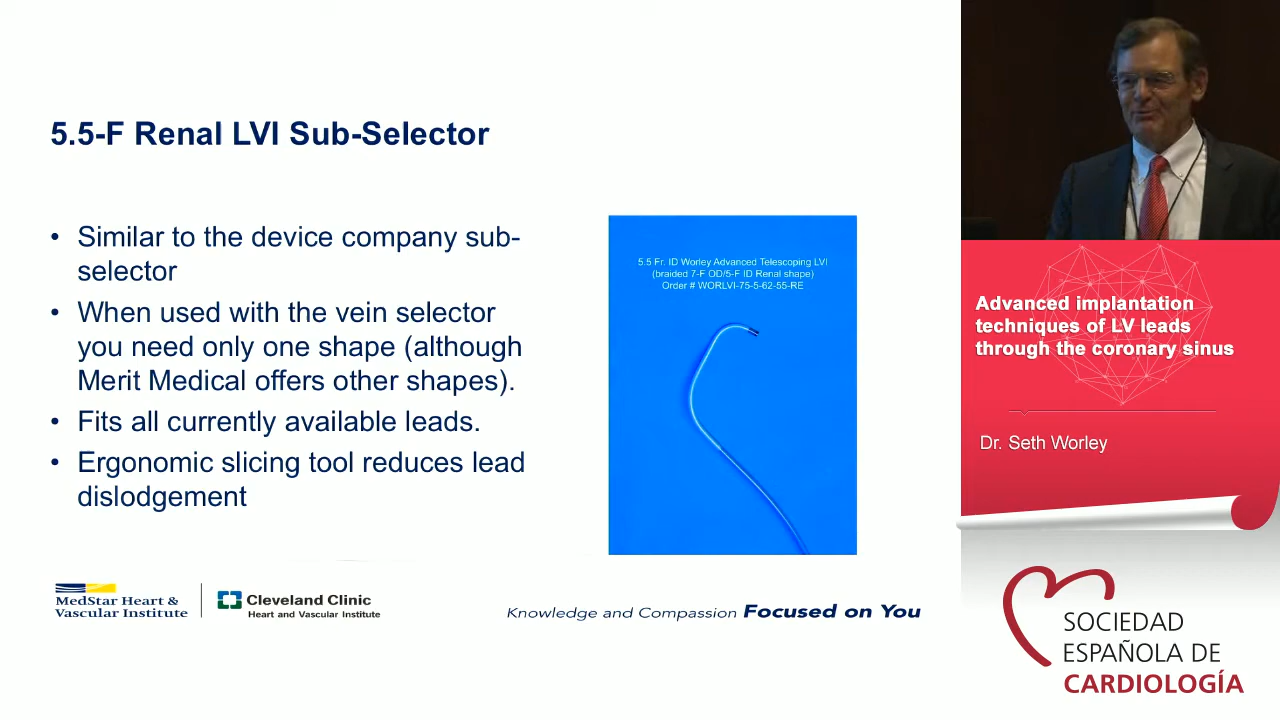 5.5-F Renal LVI Sub-Selector
• Similar to the device company sub-
selector
• When used with the vein selector
you need only one shape (although
Merit Medical offers other shapes).
• Fits all currently available leads.
• Ergonomic slicing tool reduces lead
dislodgement
5.5 Fr. ID Worley Advanced Telescoping LVI
(braided 7-F OD/5-F ID Renal shape)
Order # WORLVI-75-5-62-55-RE
MedStar Heart &
Vascular Institute
Cleveland Clinic
Heart and Vascular Institute
Knowledge and Compassion Focused on You
Advanced implantation
techniques of LV leads
through the coronary sinus
Dr. Seth Worley
SOCIEDAD
ESPAÑOLA DE
CARDIOLOGÍA